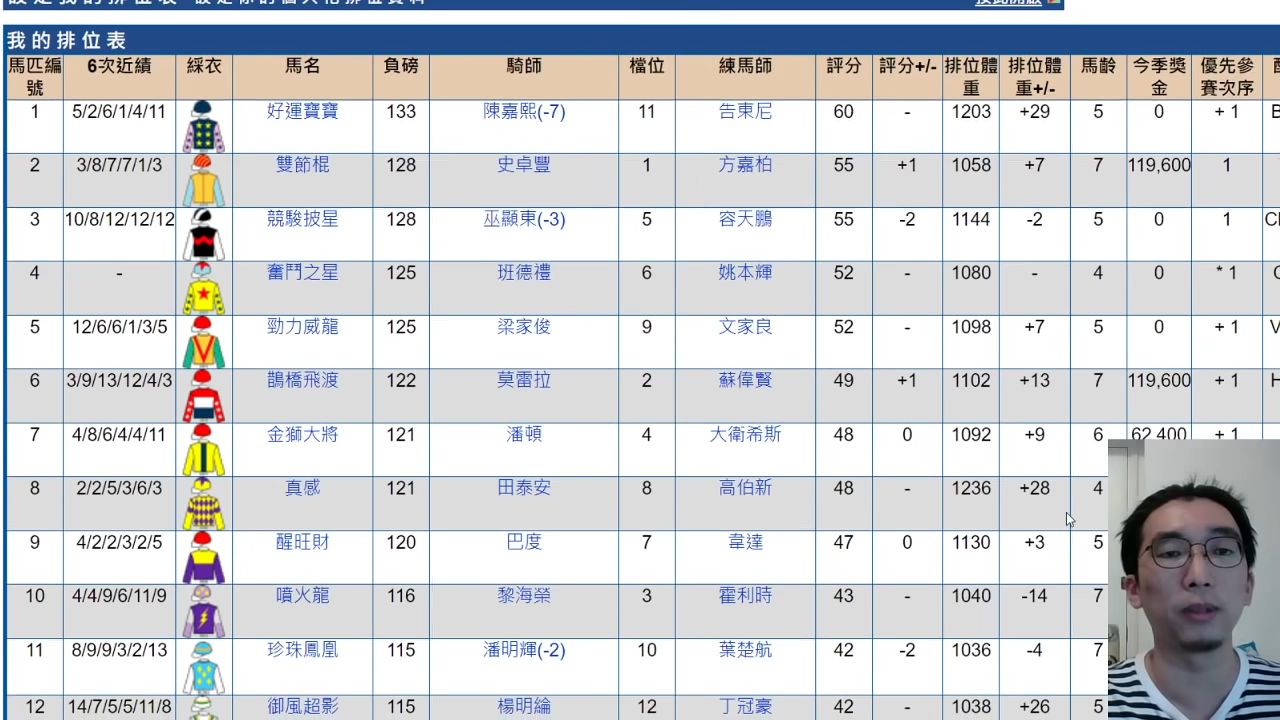 我的排位表
馬匹編號 6次近績 綵衣 馬名 負磅 騎師 檔位 練馬師 評分 評分+/- 排位體重 排位體重+/- 馬齡 今季獎金 優先參賽次序
1 5/2/6/1/4/11 好運寶寶 133 陳嘉熙(-7) 11 告東尼 60 - 1203 +29 5 0 + 1
2 3/8/7/7/1/3 雙節棍 128 史卓豐 1 方嘉柏 55 +1 1058 +7 7 119,600 1
3 10/8/12/12/12 競駿披星 128 巫顯東(-3) 5 容天鵬 55 -2 1144 -2 5 0 1
4 - 奮鬥之星 125 班德禮 6 姚本輝 52 - 1080 - 4 0 * 1
5 12/6/6/1/3/5 勁力威龍 125 梁家俊 9 文家良 52 - 1098 +7 5 0 + 1
6 3/9/13/12/4/3 鵲橋飛渡 122 莫雷拉 2 蘇偉賢 49 +1 1102 +13 7 119,600 + 1
7 4/8/6/4/4/11 金獅大將 121 潘頓 4 大衛希斯 48 0 1092 +9 6 62,400 + 1
8 2/2/5/3/6/3 真感 121 田泰安 8 高伯新 48 - 1236 +28 4
9 4/2/2/3/2/5 醒旺財 120 巴度 7 韋達 47 0 1130 +3 5
10 4/4/9/6/11/9 噴火龍 116 黎海榮 3 霍利時 43 - 1040 -14 7
11 8/9/9/3/2/13 珍珠鳳凰 115 潘明輝(-2) 10 葉楚航 42 -2 1036 -4 7
12 14/7/5/5/11/8 御風超影 115 楊明綸 12 丁冠豪 42 - 1038 +26 5